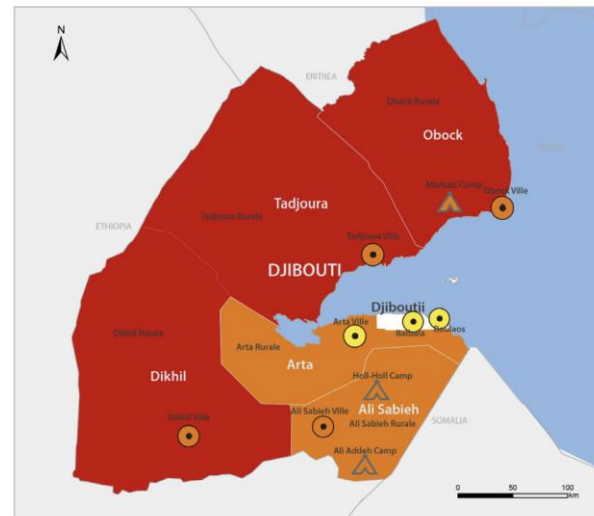 N
ERITREA
Obock Rurale
Obock
Markazi Camp
Obock Ville
ETHIOPIA
Tadjoura
Tadjoura Rurale
Tadjoura Ville
DJIBOUTI
Djiboutii
Balbala
Boulaos
Arta Ville
Dikhil Rurale
Arta Rurale
Arta
Dikhil
Holl-Holl Camp
Ali Sabieh Ville
Ali Sabieh
Ali Sabieh Rurale
SOMALIA
Dikhil Ville
Ali Addeh Camp
0 50 100
km